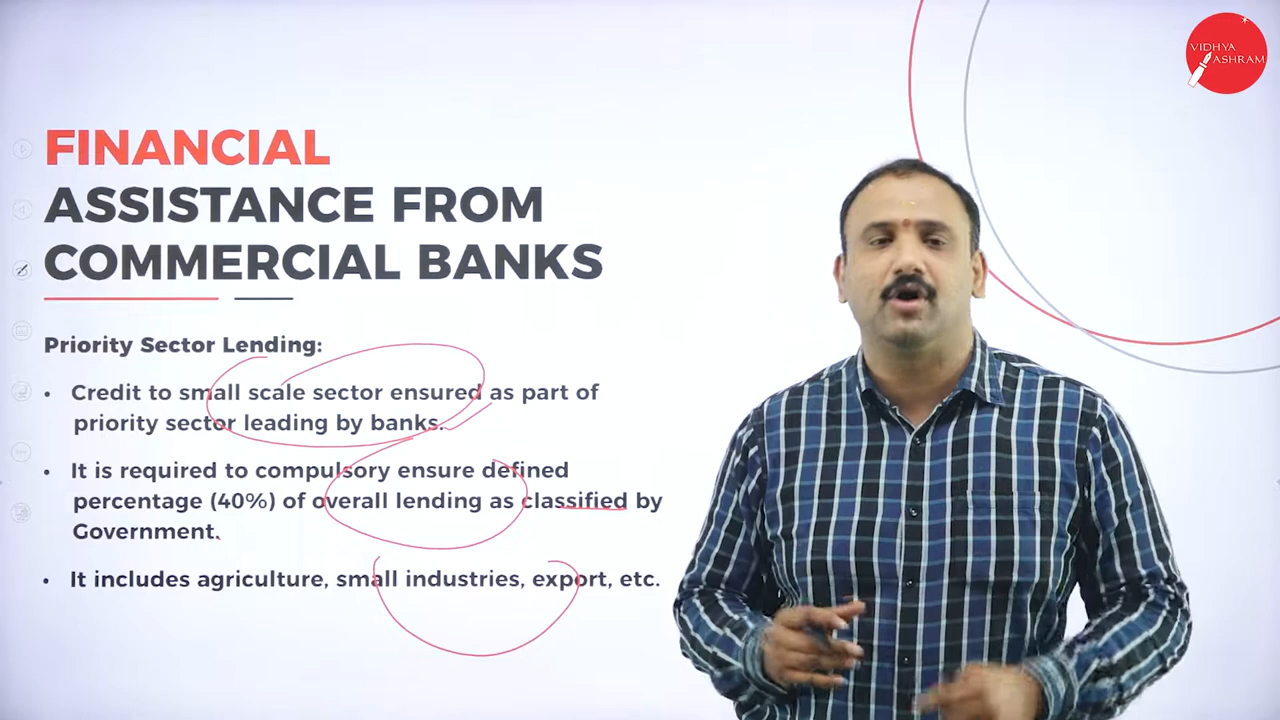 VIDHYA
ASHRAM
FINANCIAL
ASSISTANCE FROM
COMMERCIAL BANKS
Priority Sector Lending:
• Credit to small scale sector ensured as part of
priority sector leading by banks.
• It is required to compulsory ensure defined
percentage (40%) of overall lending as classified by
Government.
• It includes agriculture, small industries, export, etc.